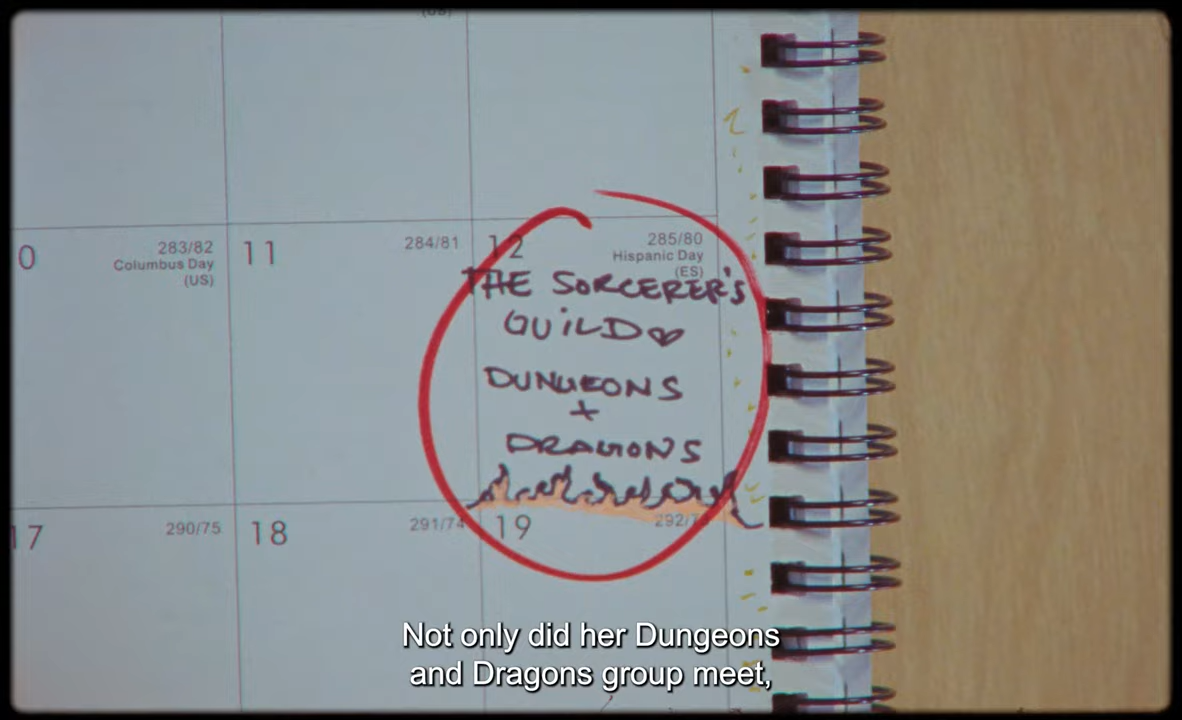 (US)
0
283/82
Columbus Day
(US)
11
284/81
12
285/80
Hispanic Day
(ES)
THE SORCERER'S
GUILD
DUNGEONS
+
DRAGONS
17
290/75
18
291/74
19
Not only did her Dungeons
and Dragons group meet,